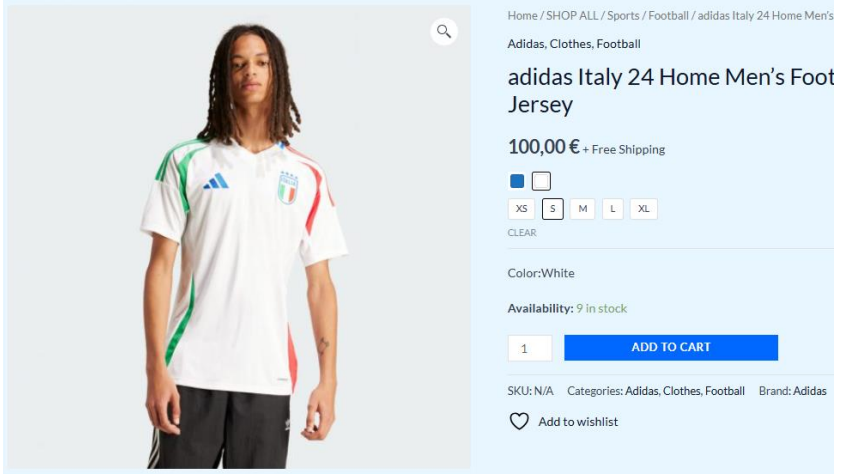 Home / SHOP ALL / Sports / Football / adidas Italy 24 Home Men's
Adidas, Clothes, Football
adidas Italy 24 Home Men's Foot
Jersey
100,00 € + Free Shipping
XS S M L XL
CLEAR
Color:White
Availability: 9 in stock
1 ADD TO CART
SKU: N/A Categories: Adidas, Clothes, Football Brand: Adidas
Add to wishlist
ITALIA